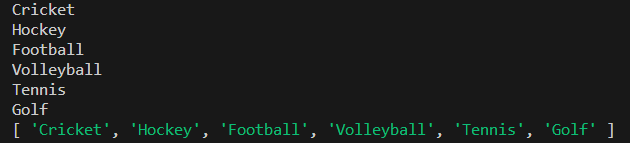 Cricket
Hockey
Football
Volleyball
Tennis
Golf
[ 'Cricket', 'Hockey', 'Football', 'Volleyball', 'Tennis', 'Golf' ]